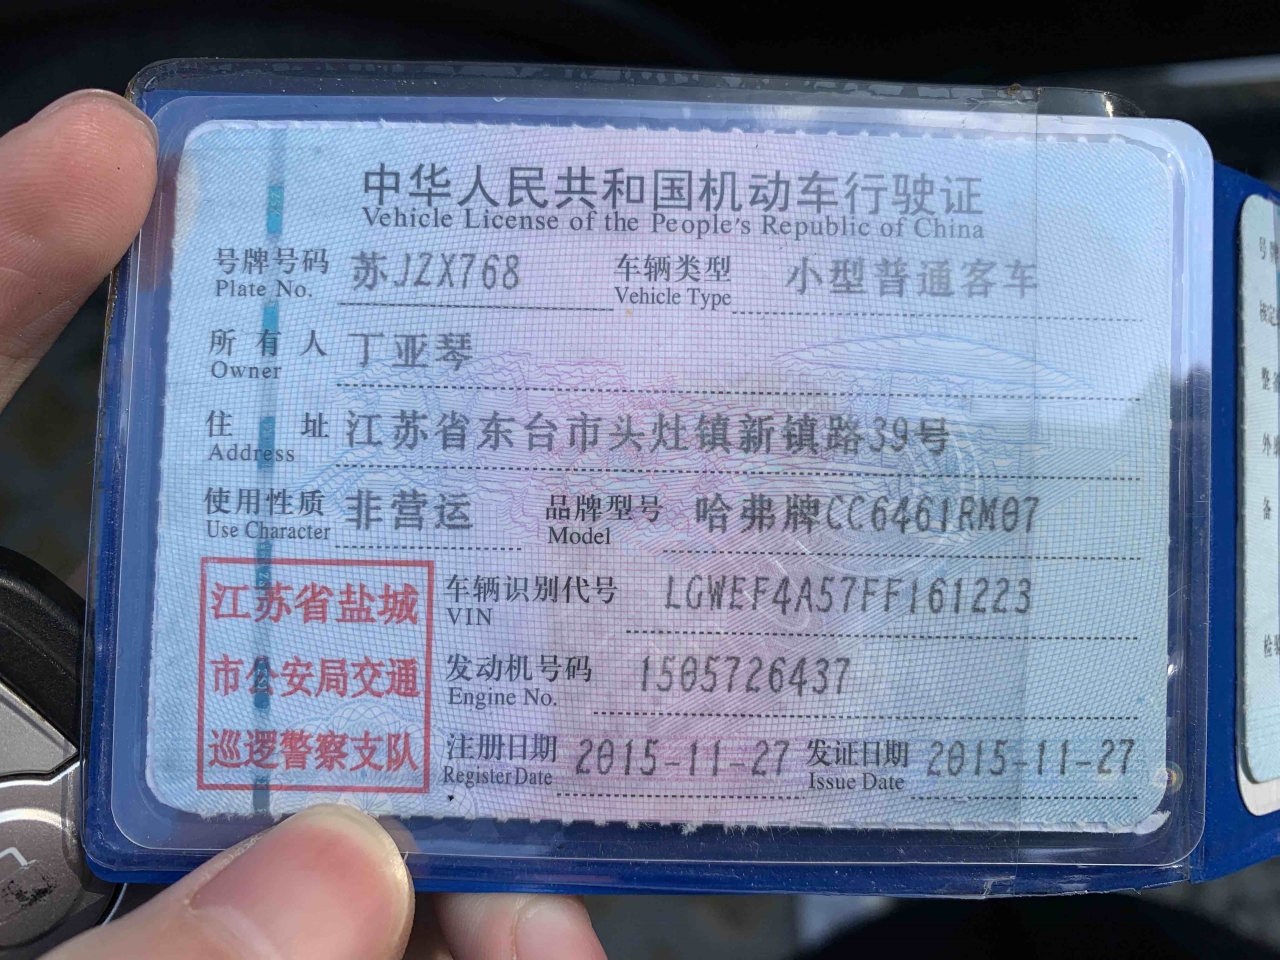 中华人民共和国机动车行驶证
Vehicle License of the People's Republic of China
号牌号码 苏JZX768 车辆类型 小型普通客车
Plate No. Vehicle Type
所有人 丁亚琴
Owner
住址 江苏省东台市头灶镇新镇路39号
Address
使用性质 非营运 品牌型号 哈弗牌CC6461RM07
Use Character Model
江苏省盐城
市公安局交通
巡逻警察支队
车辆识别代号 LGWEF4A57FF161223
VIN
发动机号码 1505726437
Engine No.
注册日期 2015-11-27 发证日期 2015-11-27
Register Date Issue Date